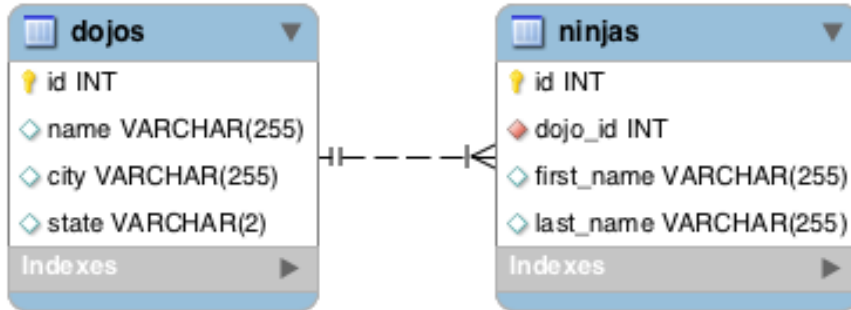 dojos
id INT
name VARCHAR(255)
city VARCHAR(255)
state VARCHAR(2)
Indexes
ninjas
id INT
dojo_id INT
first_name VARCHAR(255)
last_name VARCHAR(255)
Indexes